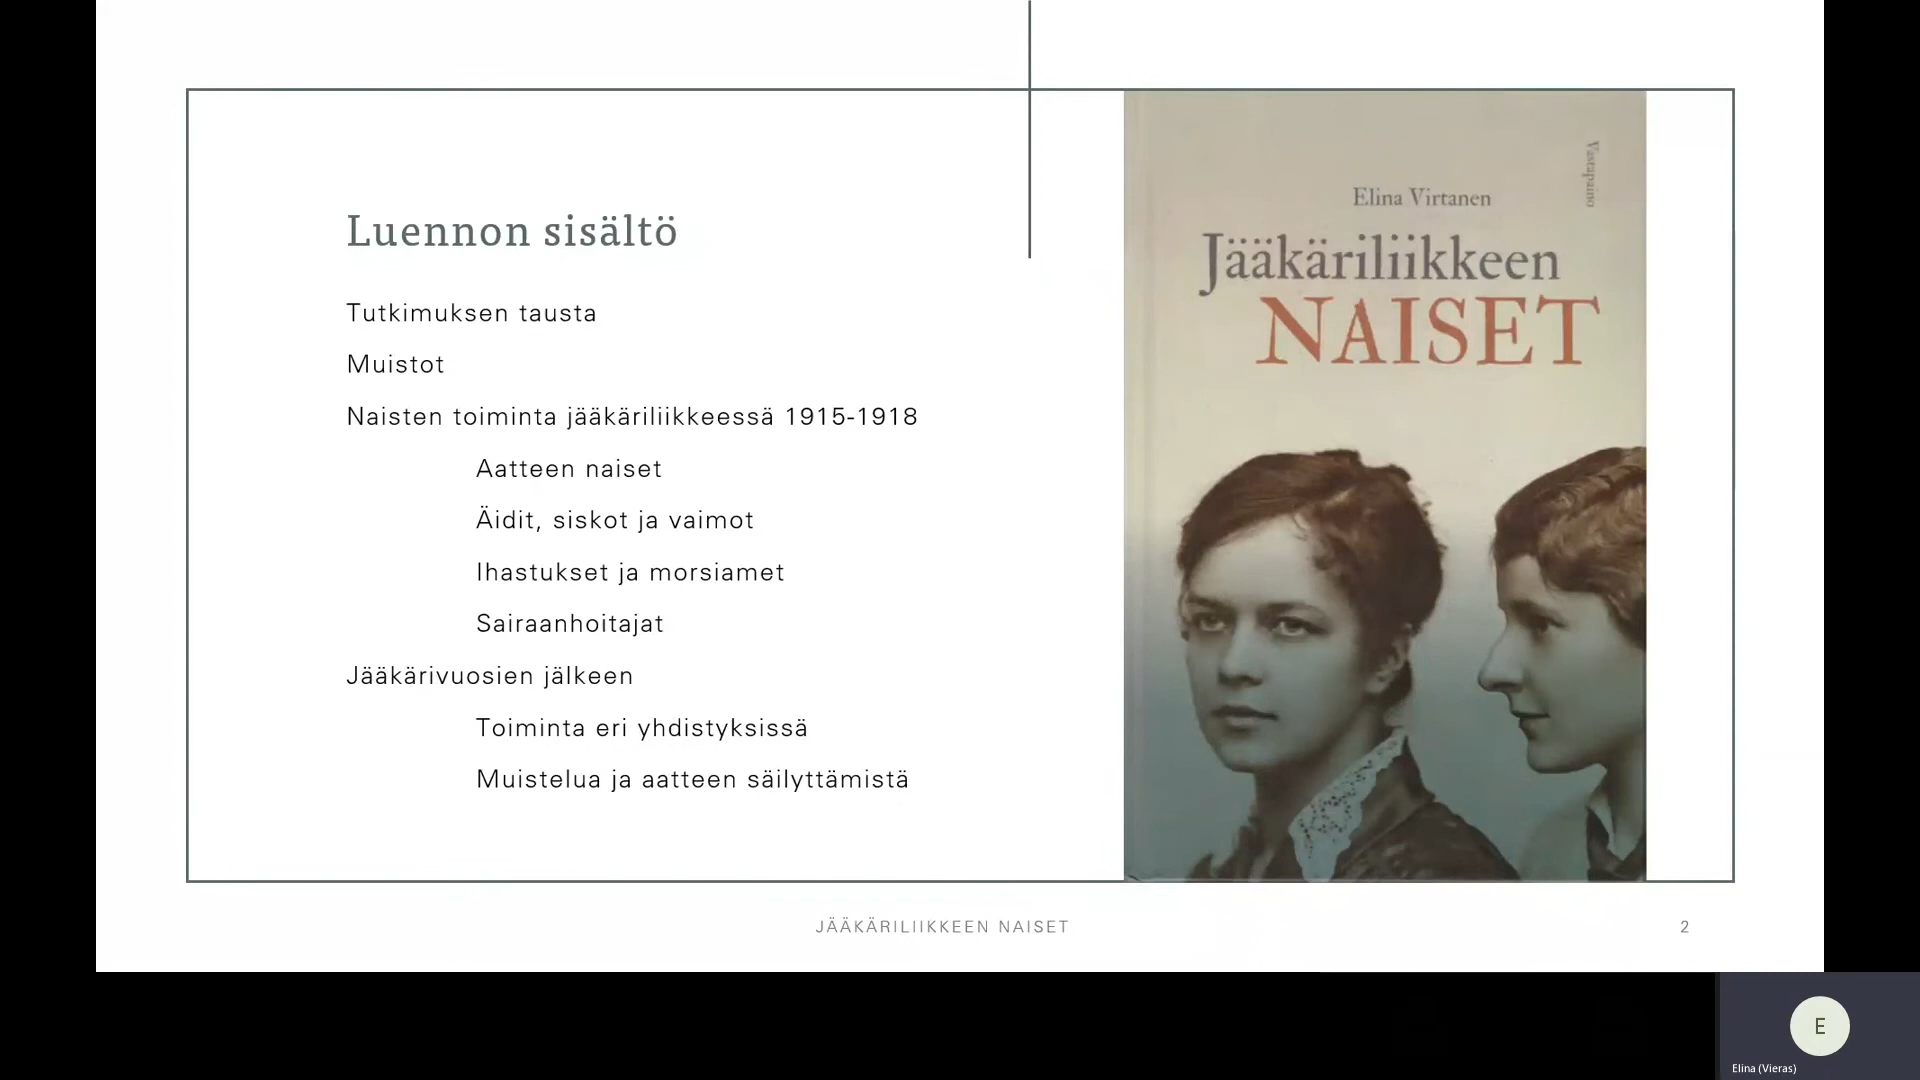 Luennon sisältö
Tutkimuksen tausta
Muistot
Naisten toiminta jääkäriliikkeessä 1915-1918
Aatteen naiset
Äidit, siskot ja vaimot
Ihastukset ja morsiamet
Sairaanhoitajat
Jääkärivuosien jälkeen
Toiminta eri yhdistyksissä
Muistelua ja aatteen säilyttämistä
Vastapaino
Elina Virtanen
Jääkäriliikkeen
NAISET
JÄÄKÄRILIIKKEEN NAISET
2
E
Elina (Vieras)